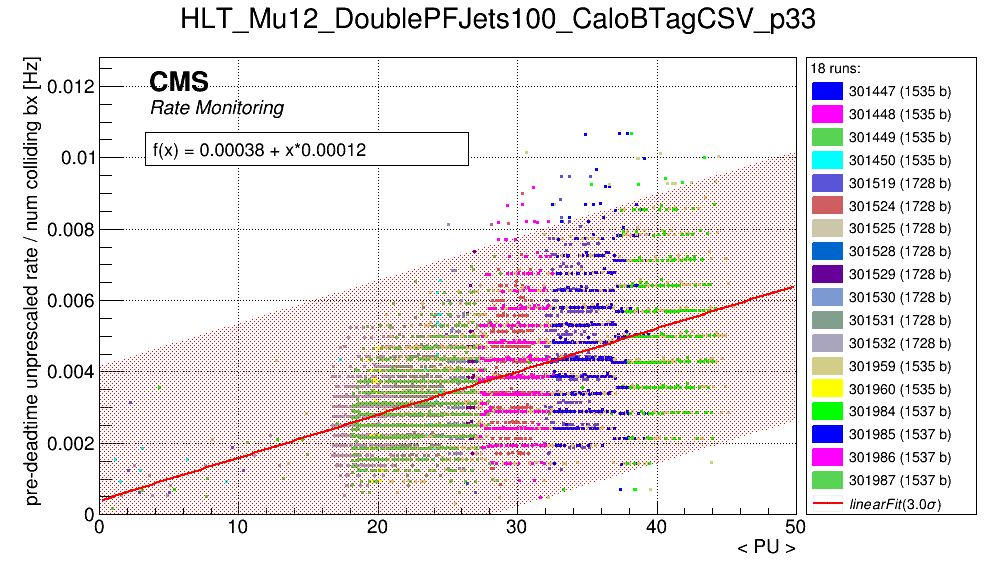 HLT_Mu12_DoublePFJets100_CaloBTagCSV_p33
pre-deadtime unprescaled rate / num colliding bx [Hz]
CMS
Rate Monitoring
f(x) = 0.00038 + x*0.00012
0.012
0.01
0.008
0.006
0.004
0.002
0
0 10 20 30 40 50
< PU >
18 runs:
301447 (1535 b)
301448 (1535 b)
301449 (1535 b)
301450 (1535 b)
301519 (1728 b)
301524 (1728 b)
301525 (1728 b)
301528 (1728 b)
301529 (1728 b)
301530 (1728 b)
301531 (1728 b)
301532 (1728 b)
301959 (1535 b)
301960 (1535 b)
301984 (1537 b)
301985 (1537 b)
301986 (1537 b)
301987 (1537 b)
linearFit(3.0σ)